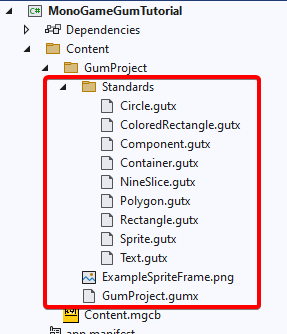 MonoGameGumTutorial
Dependencies
Content
GumProject
Standards
Circle.gutx
ColoredRectangle.gutx
Component.gutx
Container.gutx
NineSlice.gutx
Polygon.gutx
Rectangle.gutx
Sprite.gutx
Text.gutx
ExampleSpriteFrame.png
GumProject.gumx
Content.mgcb
app.manifest